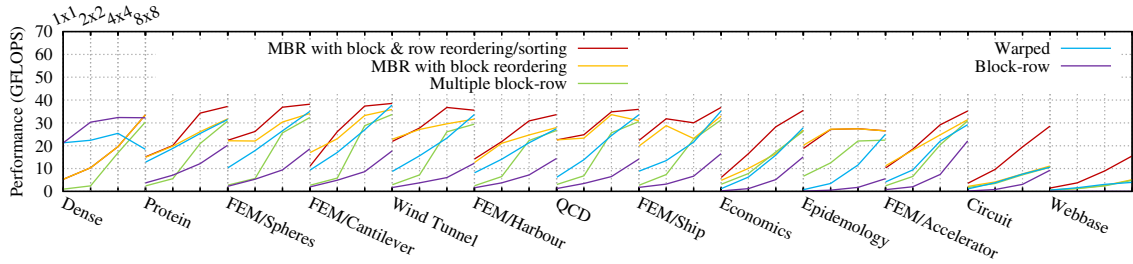 1x1
2x2
4x4
8x8
Performance (GFLOPS)
70
60
50
40
30
20
10
0
MBR with block & row reordering/sorting
MBR with block reordering
Multiple block-row
Warped
Block-row
Dense
Protein
FEM/Spheres
FEM/Cantilever
Wind Tunnel
FEM/Harbour
QCD
FEM/Ship
Economics
Epidemology
FEM/Accelerator
Circuit
Webbase